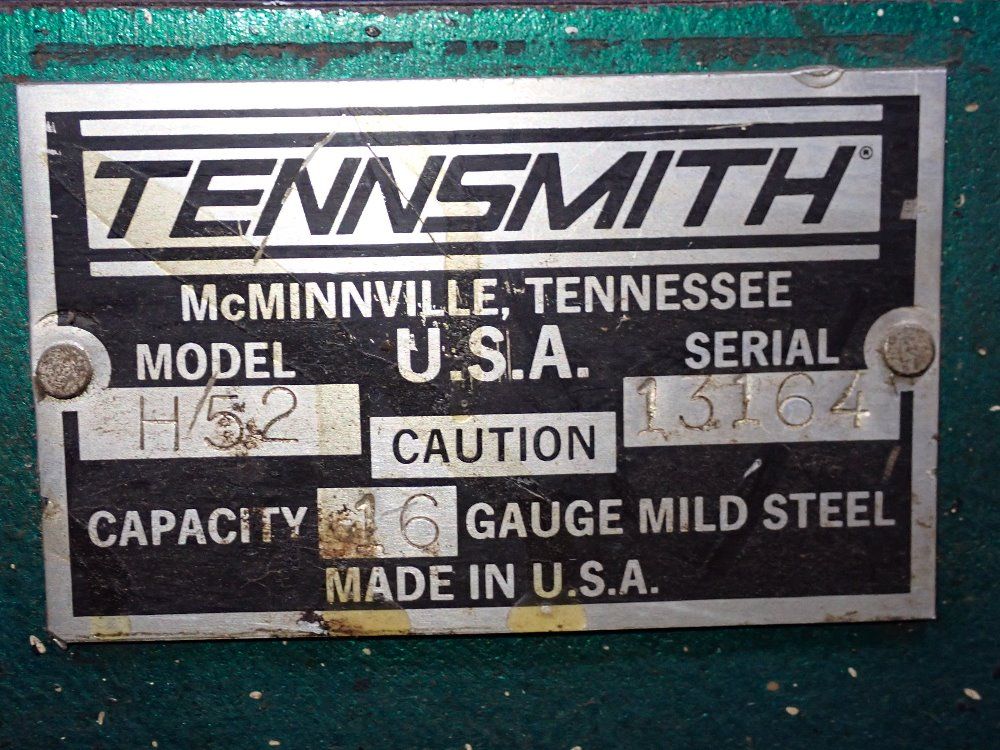 TENNSMITH®
McMINNVILLE, TENNESSEE
MODEL U.S.A. SERIAL
H52 CAUTION 13164
CAPACITY 16 GAUGE MILD STEEL
MADE IN U.S.A.